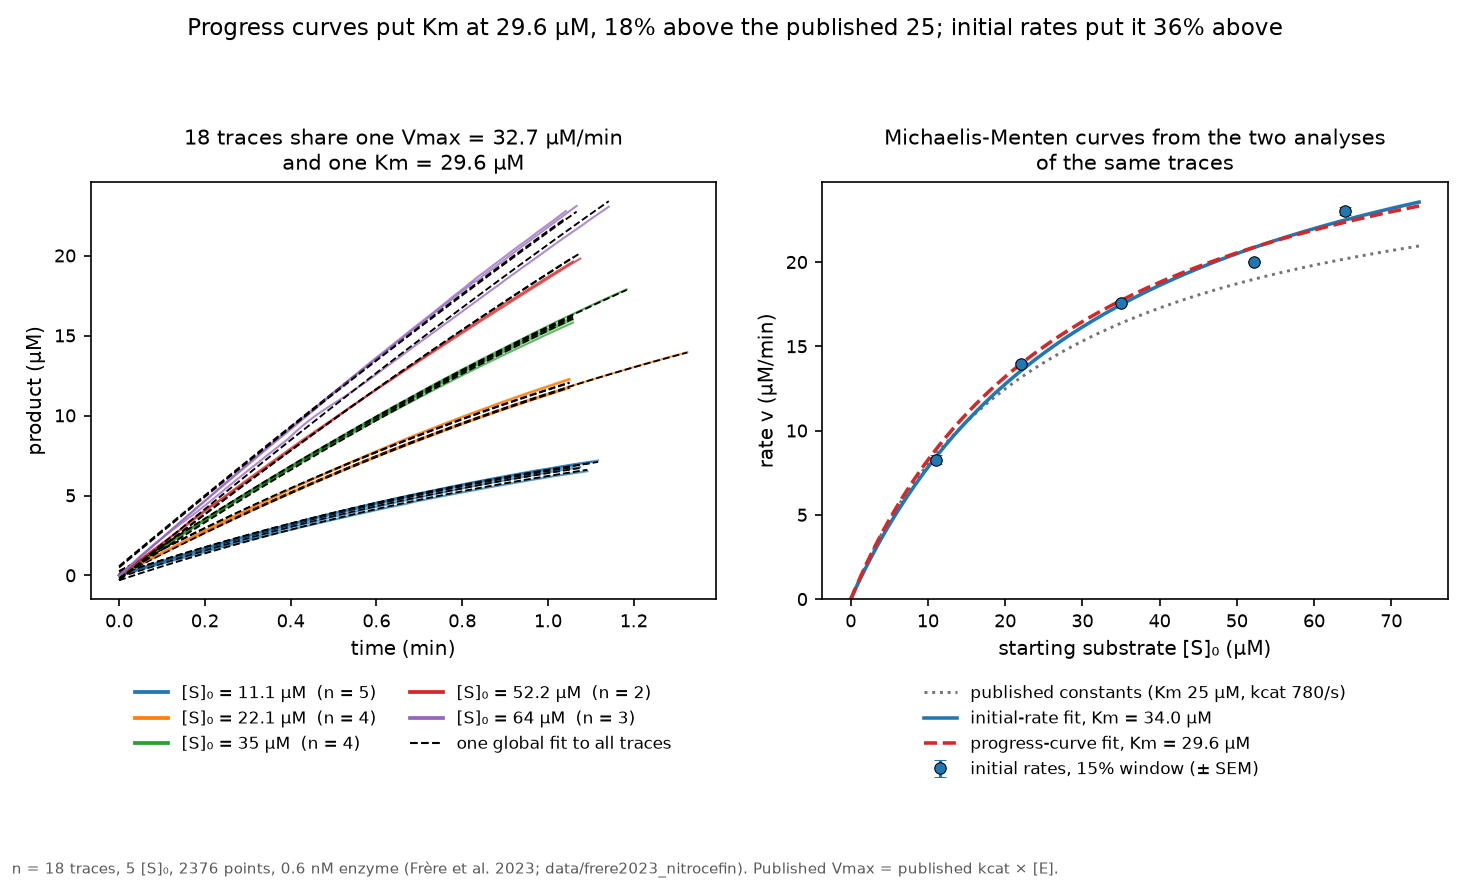 Progress curves put Km at 29.6 µM, 18% above the published 25; initial rates put it 36% above
18 traces share one Vmax = 32.7 µM/min
and one Km = 29.6 µM
product (µM)
20
15
10
5
0
0.0 0.2 0.4 0.6 0.8 1.0 1.2
time (min)
[S]₀ = 11.1 µM (n = 5)
[S]₀ = 22.1 µM (n = 4)
[S]₀ = 35 µM (n = 4)
[S]₀ = 52.2 µM (n = 2)
[S]₀ = 64 µM (n = 3)
one global fit to all traces
Michaelis-Menten curves from the two analyses
of the same traces
rate v (µM/min)
20
15
10
5
0
0 10 20 30 40 50 60 70
starting substrate [S]₀ (µM)
published constants (Km 25 µM, kcat 780/s)
initial-rate fit, Km = 34.0 µM
progress-curve fit, Km = 29.6 µM
initial rates, 15% window (± SEM)
n = 18 traces, 5 [S]₀, 2376 points, 0.6 nM enzyme (Frère et al. 2023; data/frere2023_nitrocefin). Published Vmax = published kcat × [E].